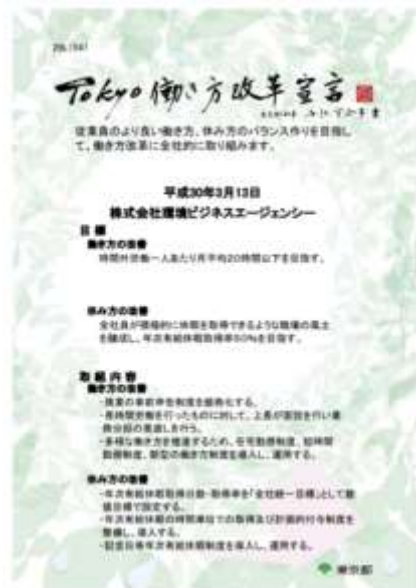 Tokyo働き方改革宣言
従業員のより良い働き方、休み方のバランス作りを目指し
て、働き方改革に全社的に取り組みます。
平成30年3月13日
株式会社環境ビジネスエージェンシー
目 標
働き方の改善
時間外労働一人あたり月平均20時間以下を目指す。
休み方の改善
全社員が積極的に休暇を取得できるような職場の風土
を醸成し、年次有給休暇取得率50%を目指す。
取 組 内 容
働き方の改善
・残業の事前申告制度を厳格化する。
・長時間労働を行ったものに対して、上長が面談を行い業
務分担の見直しを行う。
・多様な働き方を推進するため、在宅勤務制度、短時間
勤務制度、新型の働き方制度を導入し、運用する。
休み方の改善
・年次有給休暇取得日数・取得率を「全社統一目標」として数
値目標で設定する。
・年次有給休暇の時間単位での取得及び計画的付与制度を
整備し、導入する。
・記念日等年次有給休暇制度を導入し、運用する。
東京都